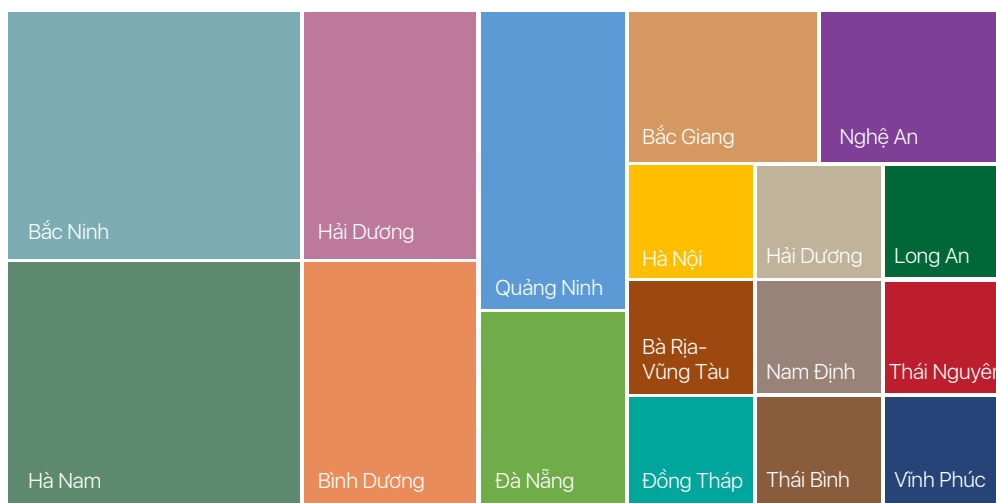 Bắc Ninh
Hải Dương
Quảng Ninh
Bắc Giang
Nghệ An
Hà Nội
Hải Dương
Long An
Bà Rịa-
Vũng Tàu
Nam Định
Thái Nguyên
Hà Nam
Bình Dương
Đà Nẵng
Đồng Tháp
Thái Bình
Vĩnh Phúc